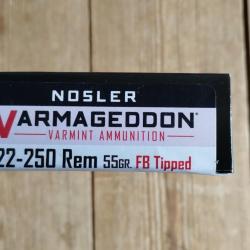 NOSLER
VARMAGEDDON®
VARMINT AMMUNITION
22-250 Rem 55GR. FB Tipped